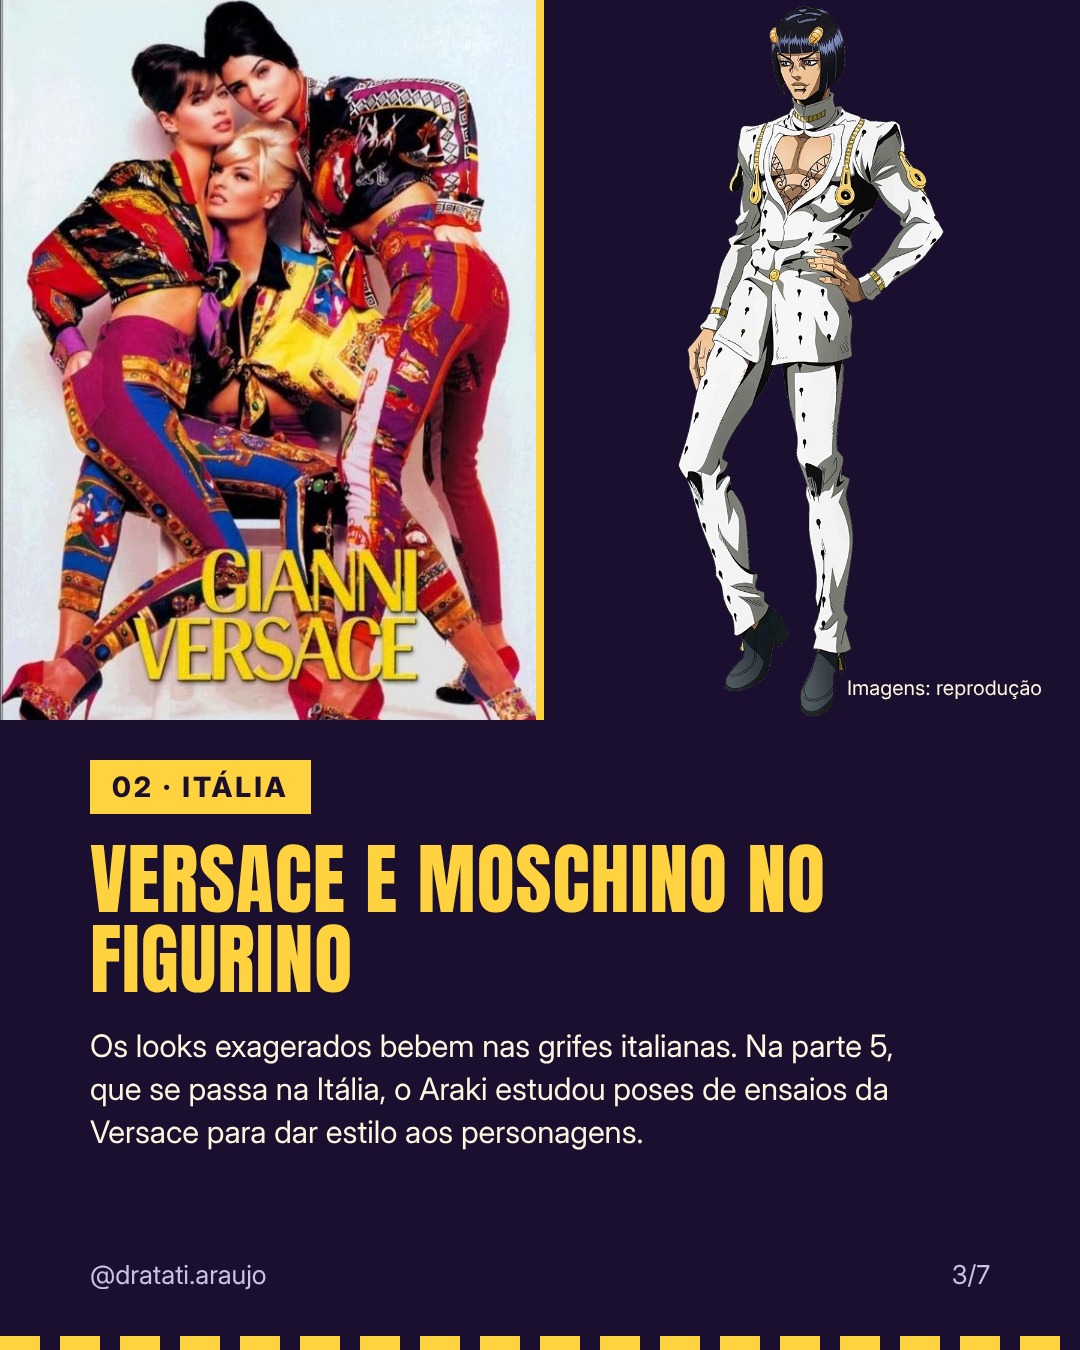 GIANNI
VERSACE
Imagens: reprodução
02 · ITÁLIA
VERSACE E MOSCHINO NO
FIGURINO
Os looks exagerados bebem nas grifes italianas. Na parte 5,
que se passa na Itália, o Araki estudou poses de ensaios da
Versace para dar estilo aos personagens.
@dratati.araujo
3/7